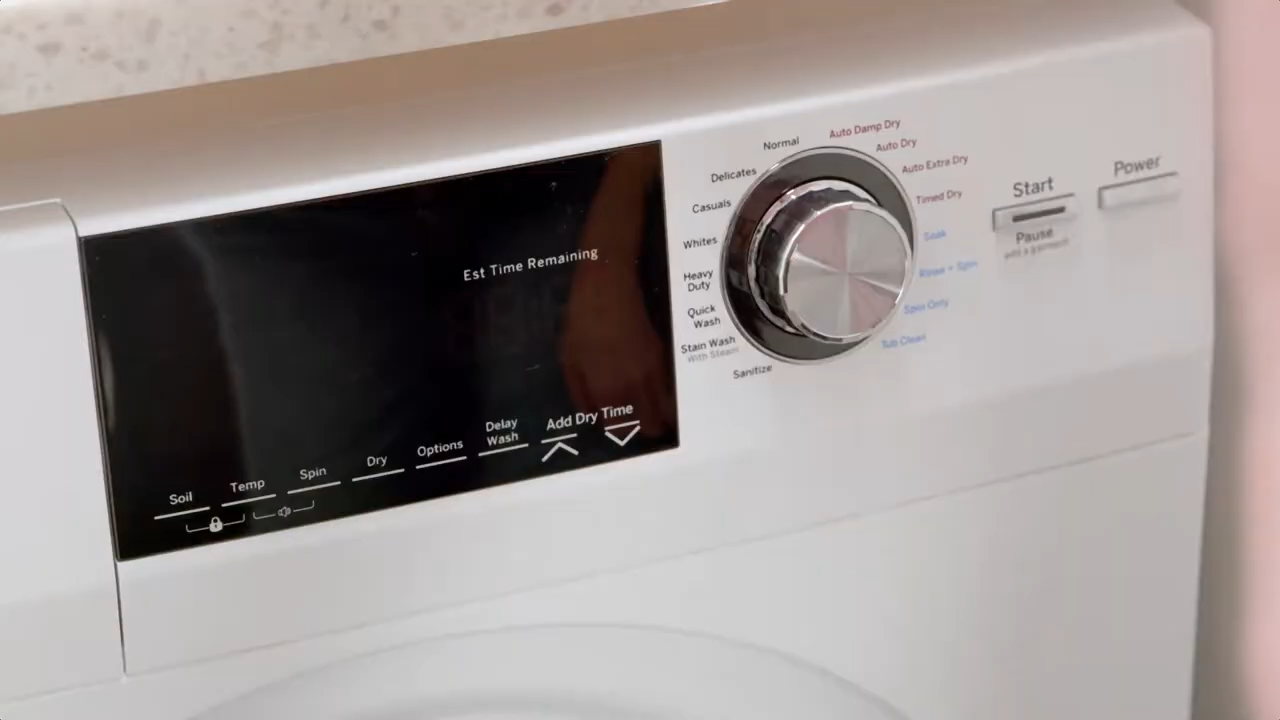 Est Time Remaining
Soil
Temp
Spin
Dry
Options
Delay
Wash
Add Dry Time
Normal
Delicates
Casuals
Whites
Heavy
Duty
Quick
Wash
Stain Wash
With Steam
Sanitize
Auto Damp Dry
Auto Dry
Auto Extra Dry
Timed Dry
Soak
Rinse + Spin
Spin Only
Tub Clean
Start
Pause
Power